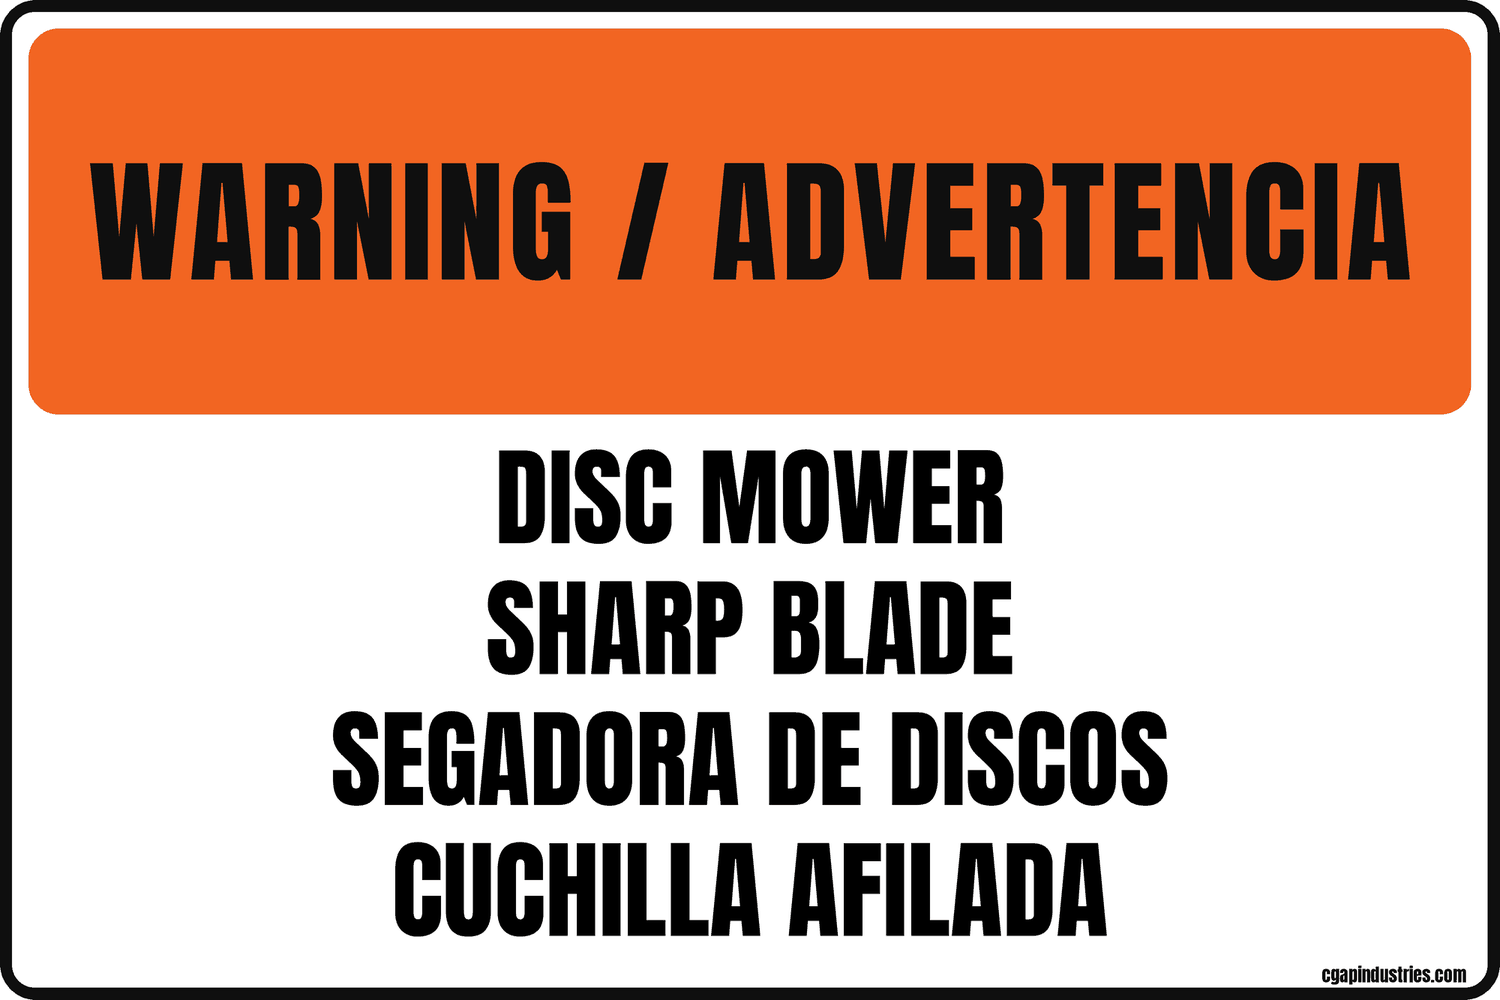 WARNING / ADVERTENCIA
DISC MOWER
SHARP BLADE
SEGADORA DE DISCOS
CUCHILLA AFILADA
cgapindustries.com